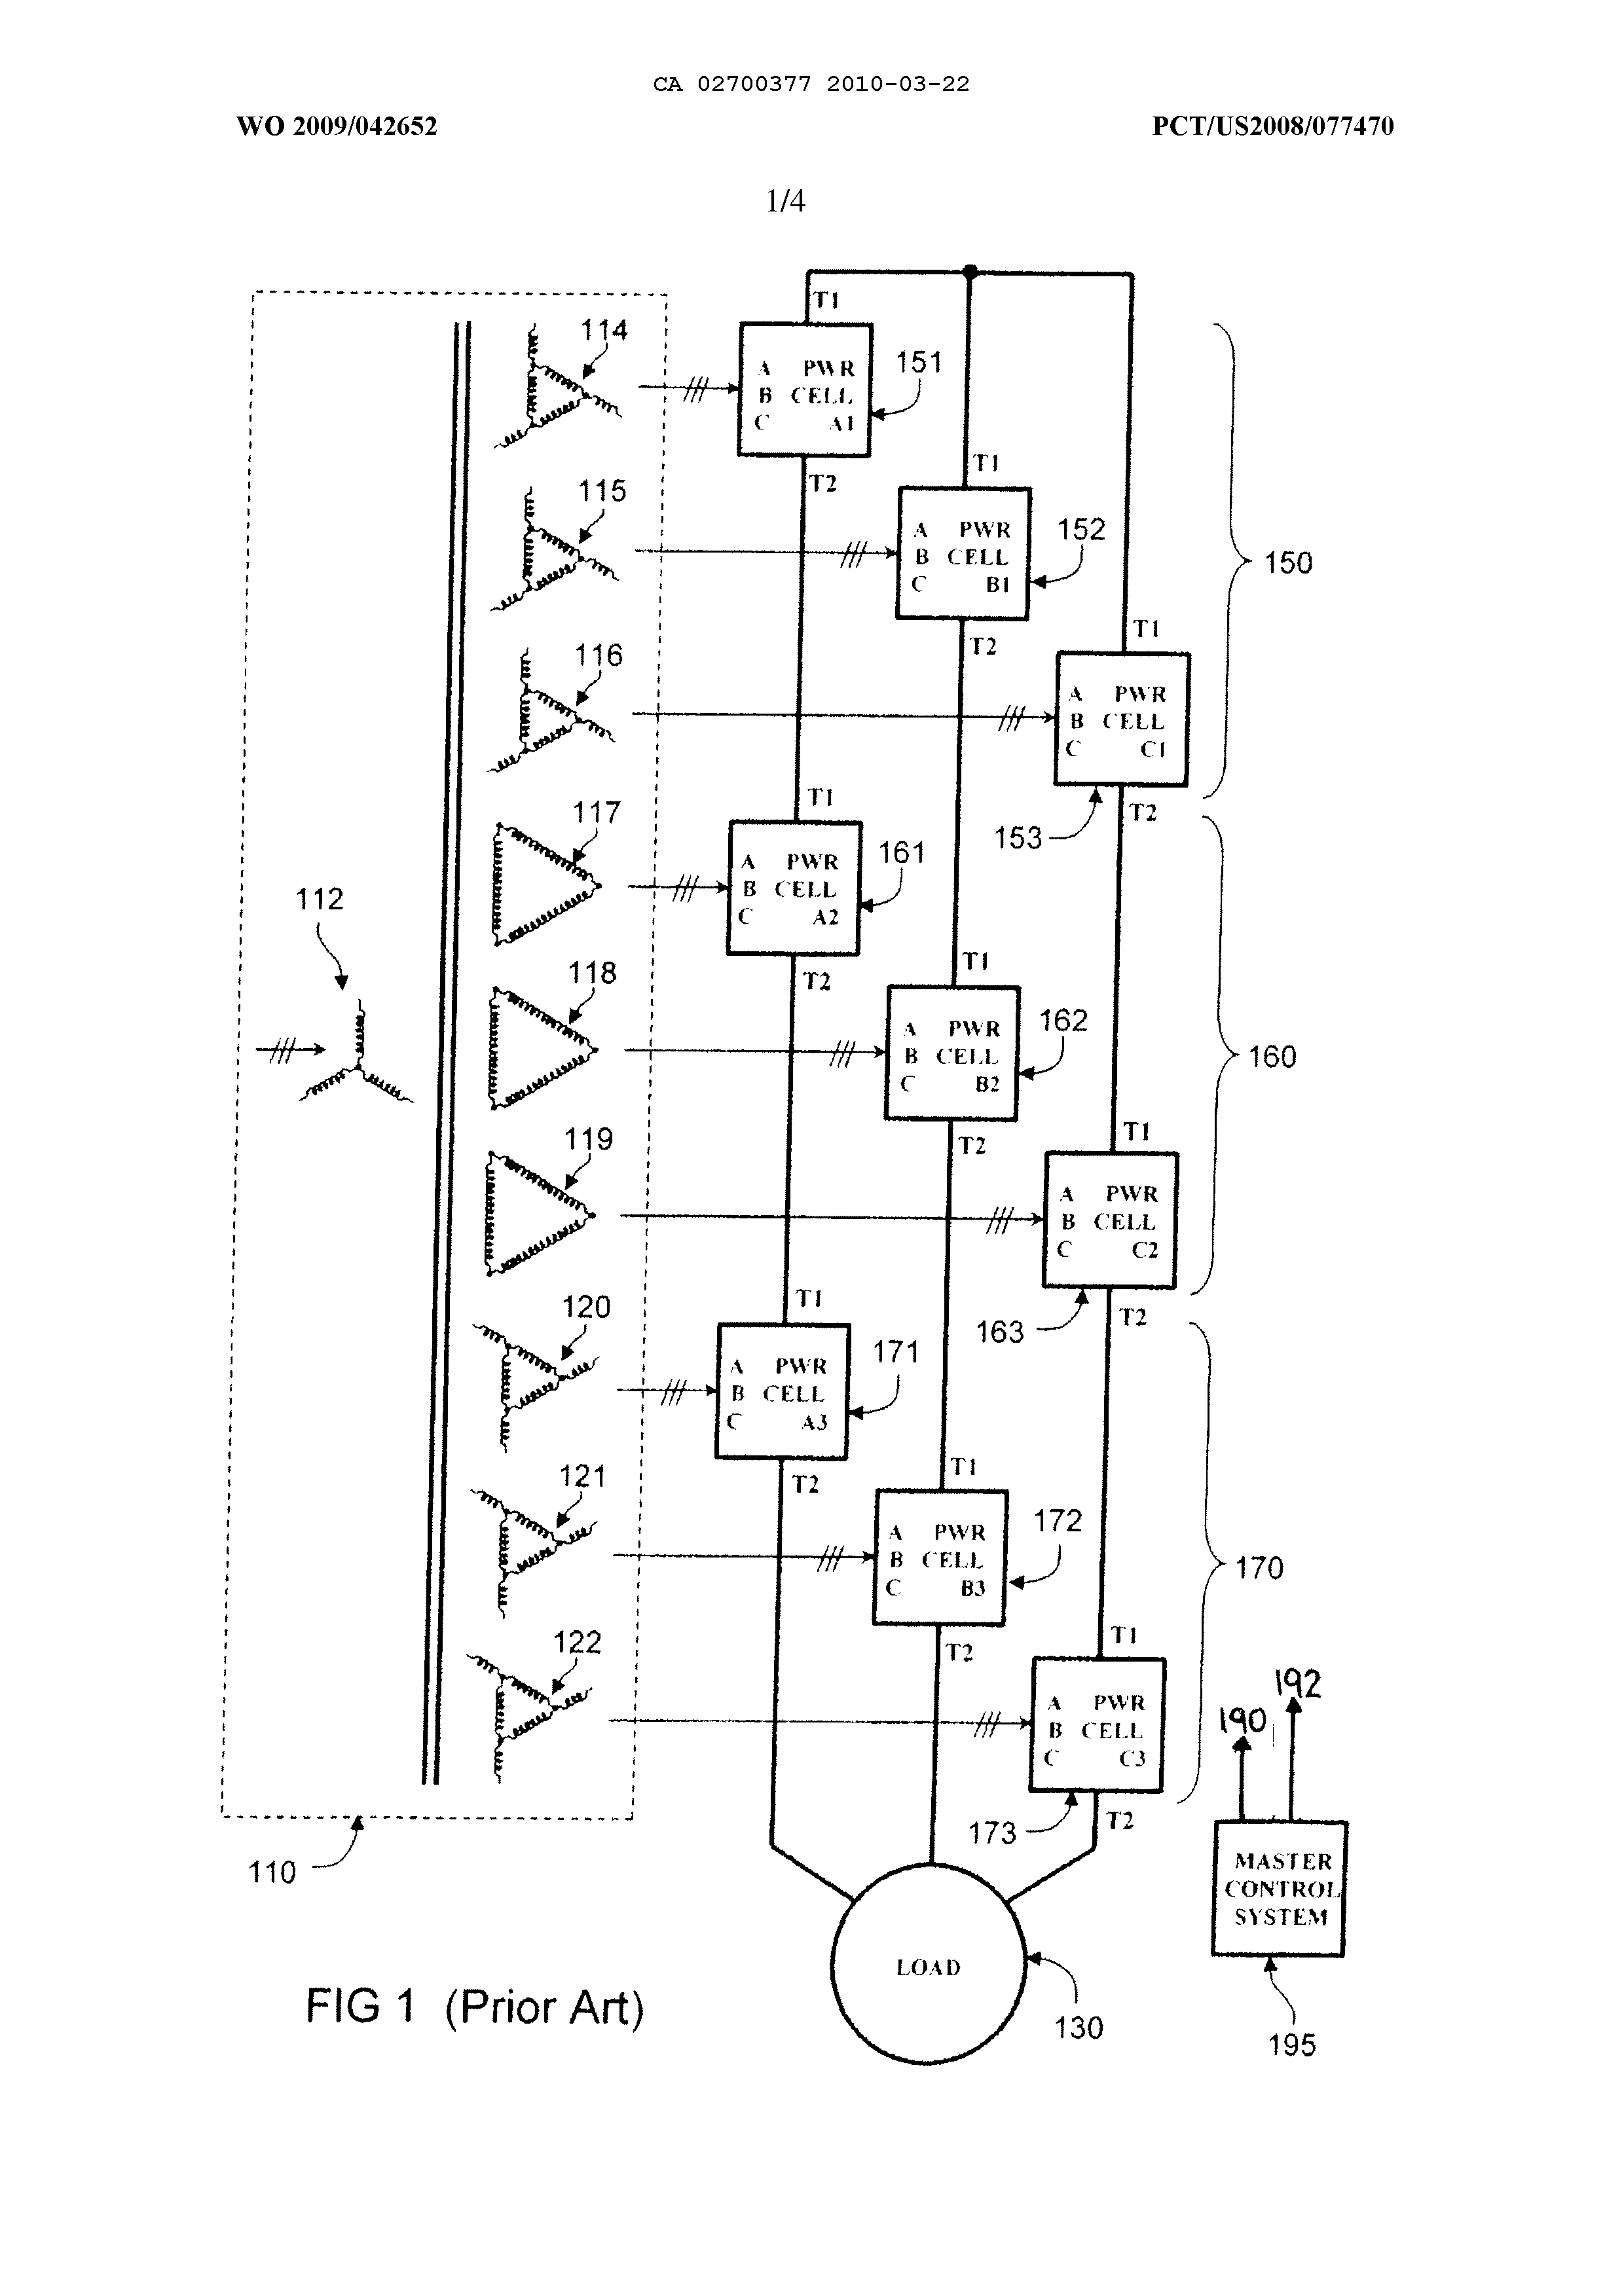 CA 02700377 2010-03-22
WO 2009/042652
PCT/US2008/077470
1/4
T1
114
A PWR
B CELL
C A1
151
T2
115
T1
A PWR
B CELL
C B1
152
150
T2
116
T1
A PWR
B CELL
C C1
153
T2
117
T1
A PWR
B CELL
C A2
161
T2
112
118
T1
A PWR
B CELL
C B2
162
160
T2
119
T1
A PWR
B CELL
C C2
163
T2
120
T1
A PWR
B CELL
C A3
171
T2
121
T1
A PWR
B CELL
C B3
172
170
T2
122
T1
A PWR
B CELL
C C3
173
T2
190
192
110
MASTER
CONTROL
SYSTEM
195
LOAD
130
FIG 1 (Prior Art)